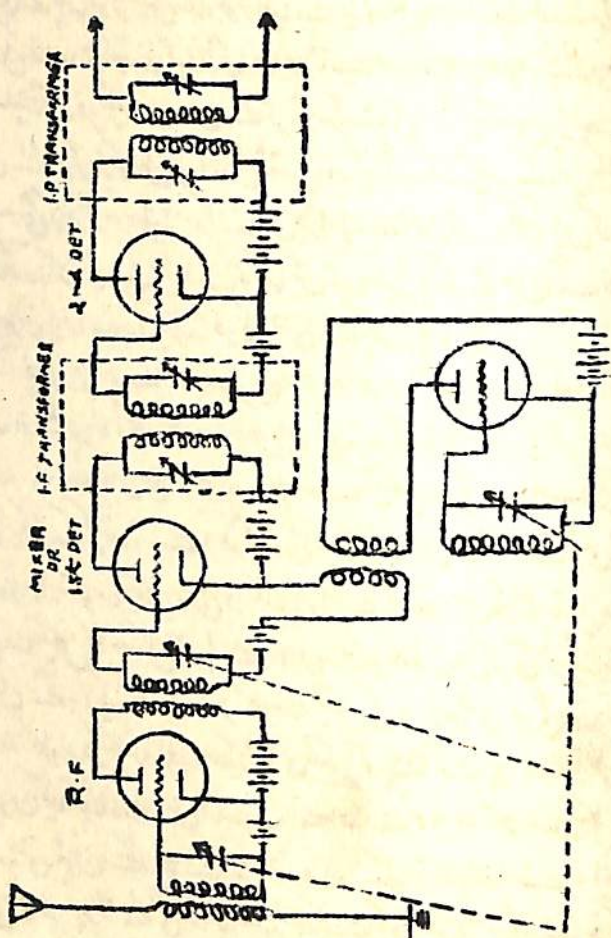 R.F
MIXER
OR
1st DET
I.F TRANSFORMER
2nd DET
I.P TRANSFORMER